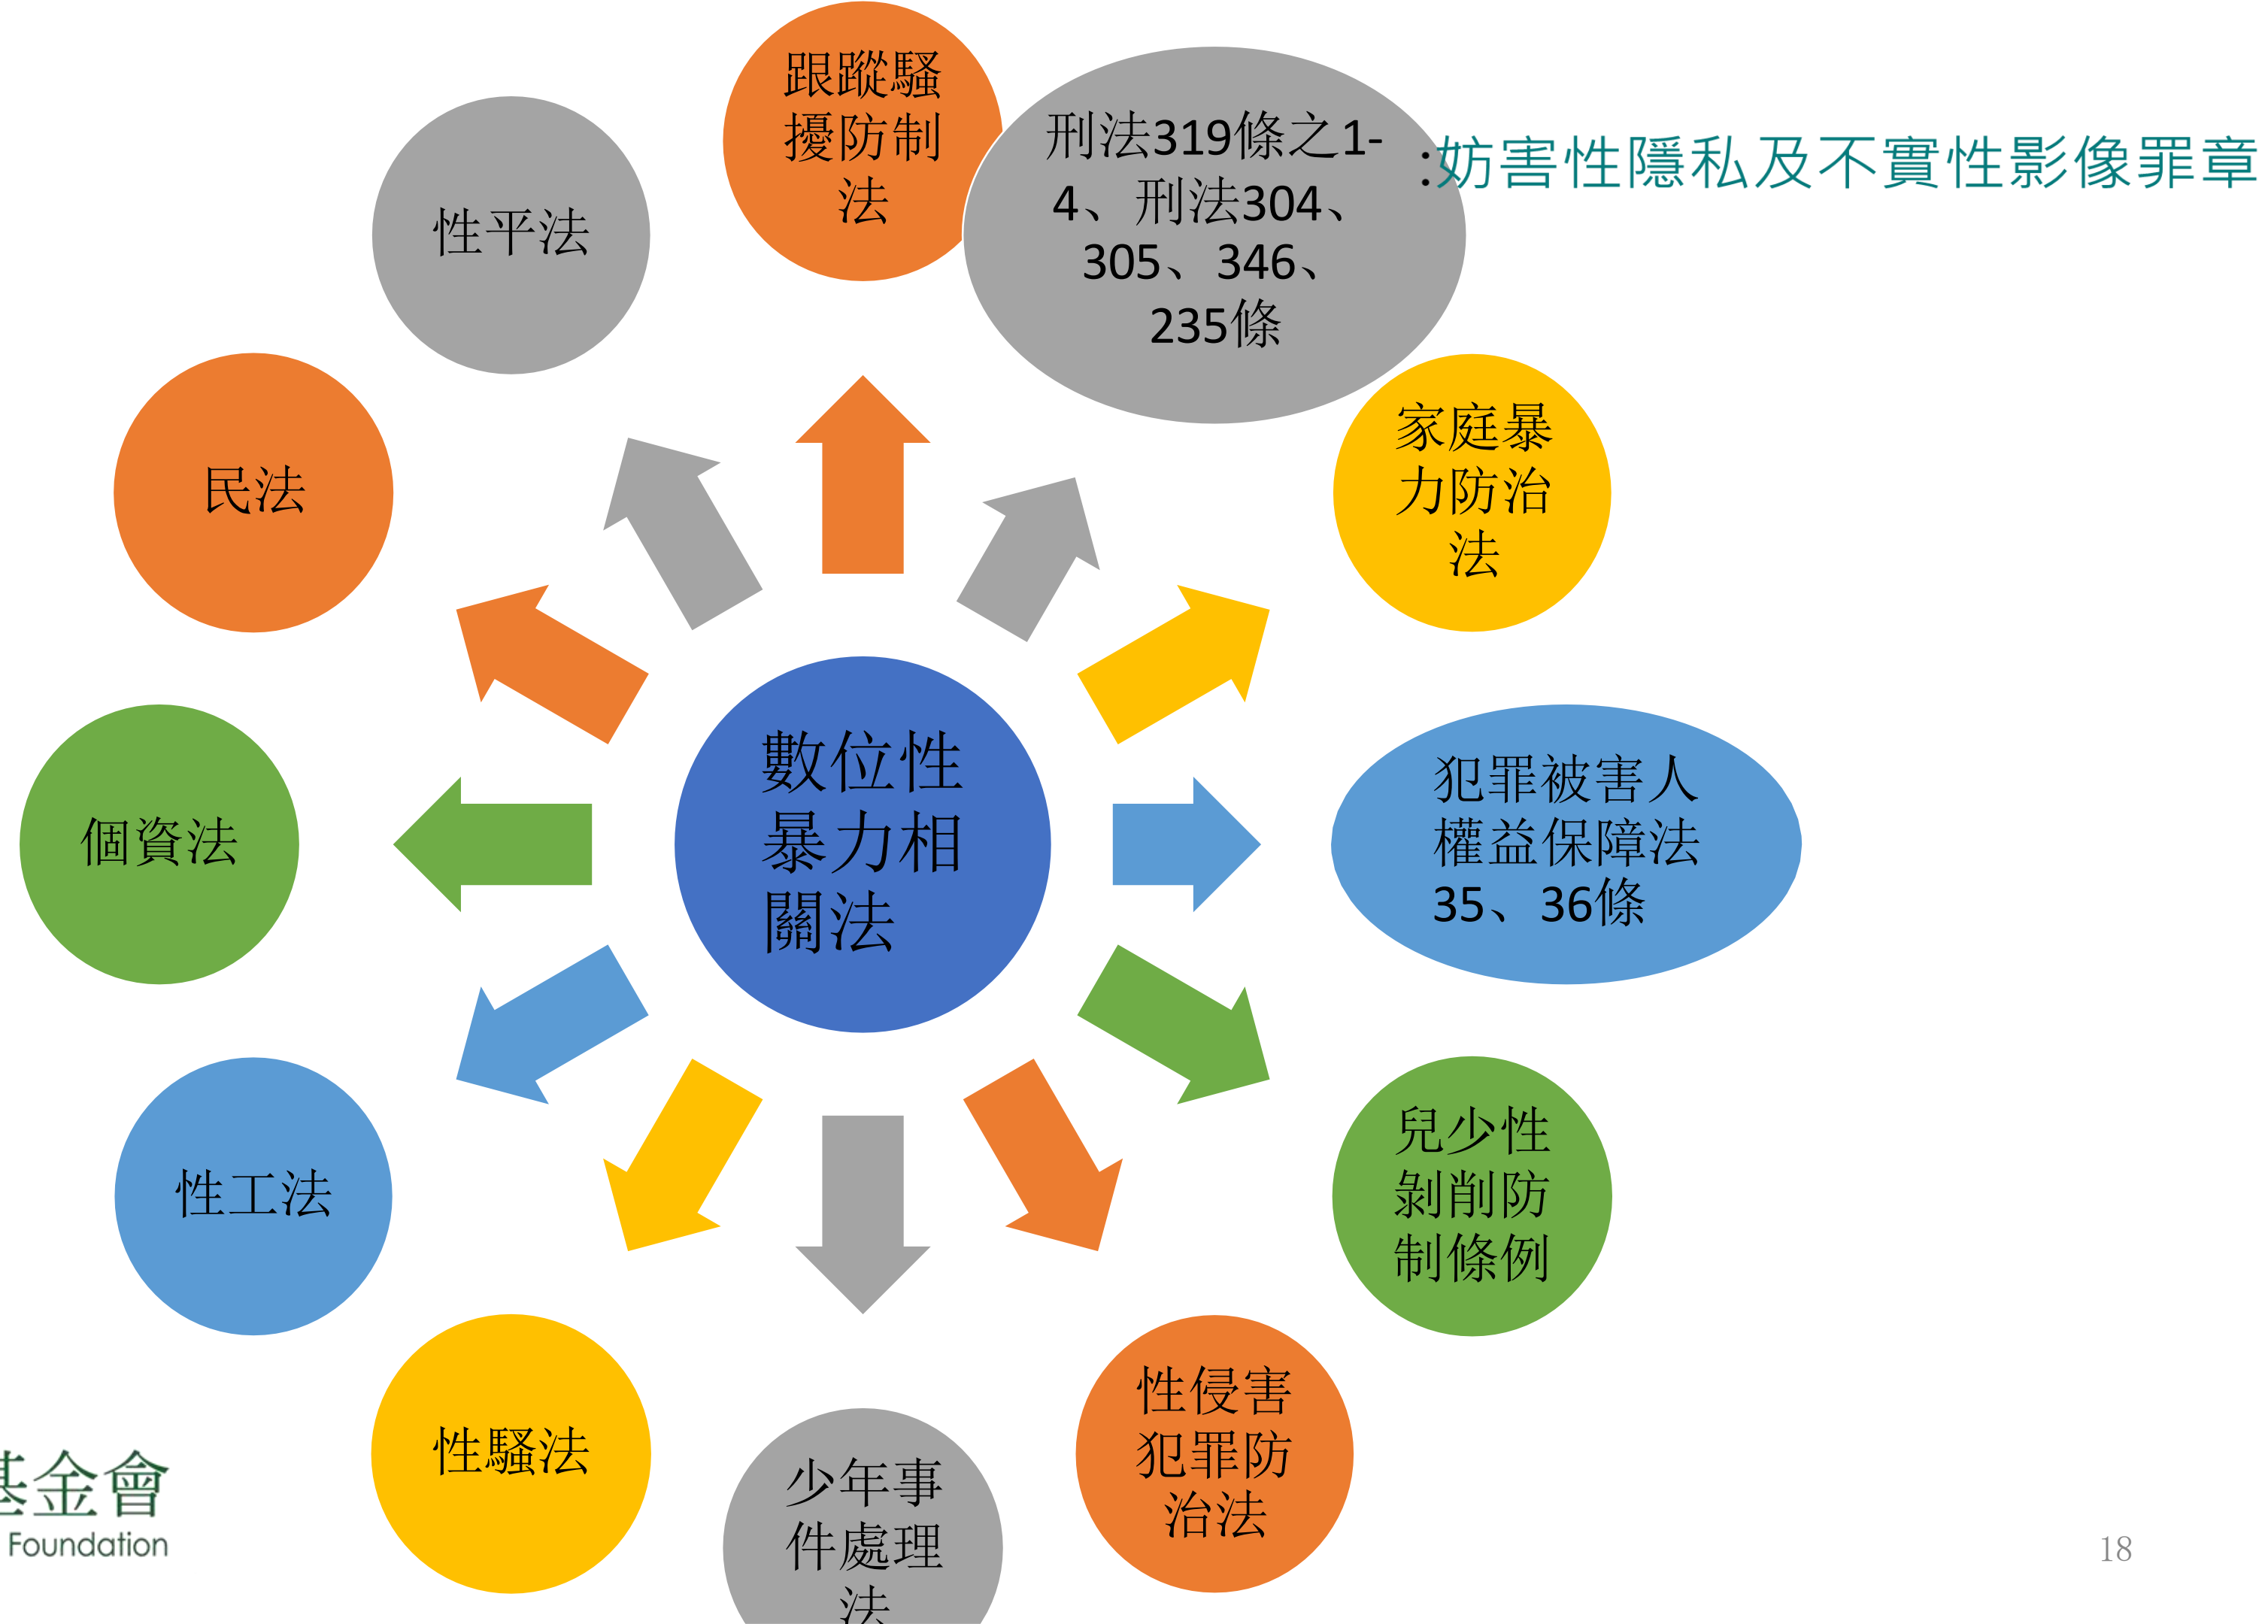 跟蹤騷
擾防制
法
刑法319條之1-
4、刑法304、
305、346、
235條
:妨害性隱私及不實性影像罪章
家庭暴
力防治
法
犯罪被害人
權益保障法
35、36條
兒少性
剝削防
制條例
性侵害
犯罪防
治法
少年事
件處理
法
性騷法
性工法
個資法
民法
性平法
數位性
暴力相
關法
基金會
Foundation
18